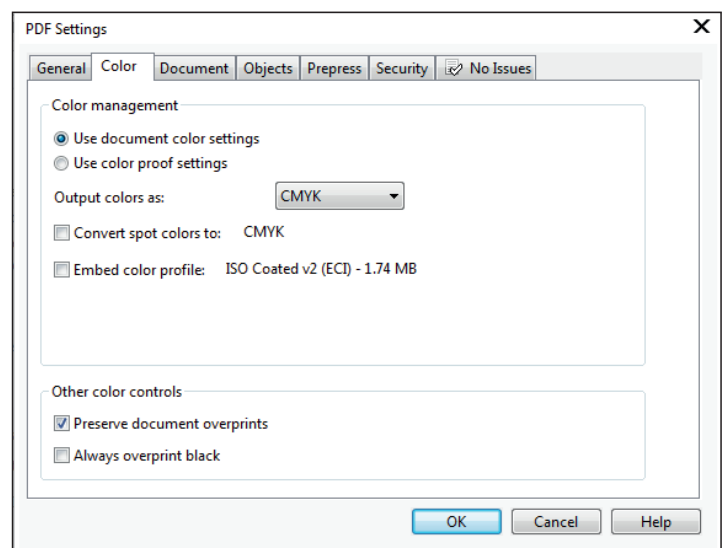 PDF Settings
General Color Document Objects Prepress Security No Issues
Color management
Use document color settings
Use color proof settings
Output colors as: CMYK
Convert spot colors to: CMYK
Embed color profile: ISO Coated v2 (ECI) - 1.74 MB
Other color controls
Preserve document overprints
Always overprint black
OK Cancel Help